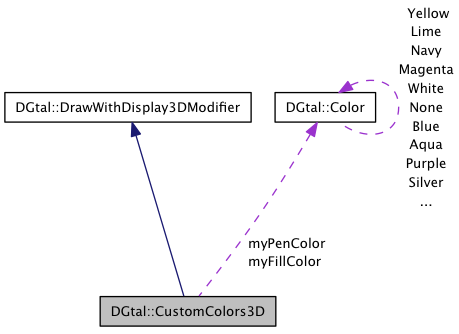 Yellow
Lime
Navy
Magenta
White
None
Blue
Aqua
Purple
Silver
...
DGtal::DrawWithDisplay3DModifier
DGtal::Color
myPenColor
myFillColor
DGtal::CustomColors3D